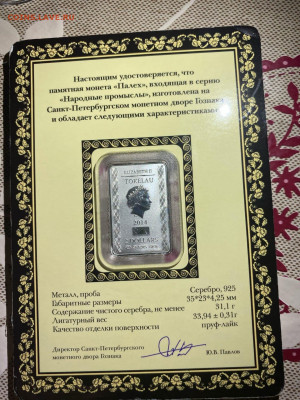 Настоящим удостоверяется, что
памятная монета «Палех», входящая в серию
«Народные промыслы», изготовлена на
Санкт-Петербургском монетном дворе Гознака
и обладает следующими характеристиками:
ELIZABETH II
TOKELAU
2014
DOLLARS
Металл, проба Серебро, 925
Габаритные размеры 35*23*4,25 мм
Содержание чистого серебра, не менее 31,1 г
Лигатурный вес 33,94 ± 0,31г
Качество отделки поверхности пруф-лайк
Директор Санкт-Петербургского
монетного двора Гознака Ю.В. Павлов